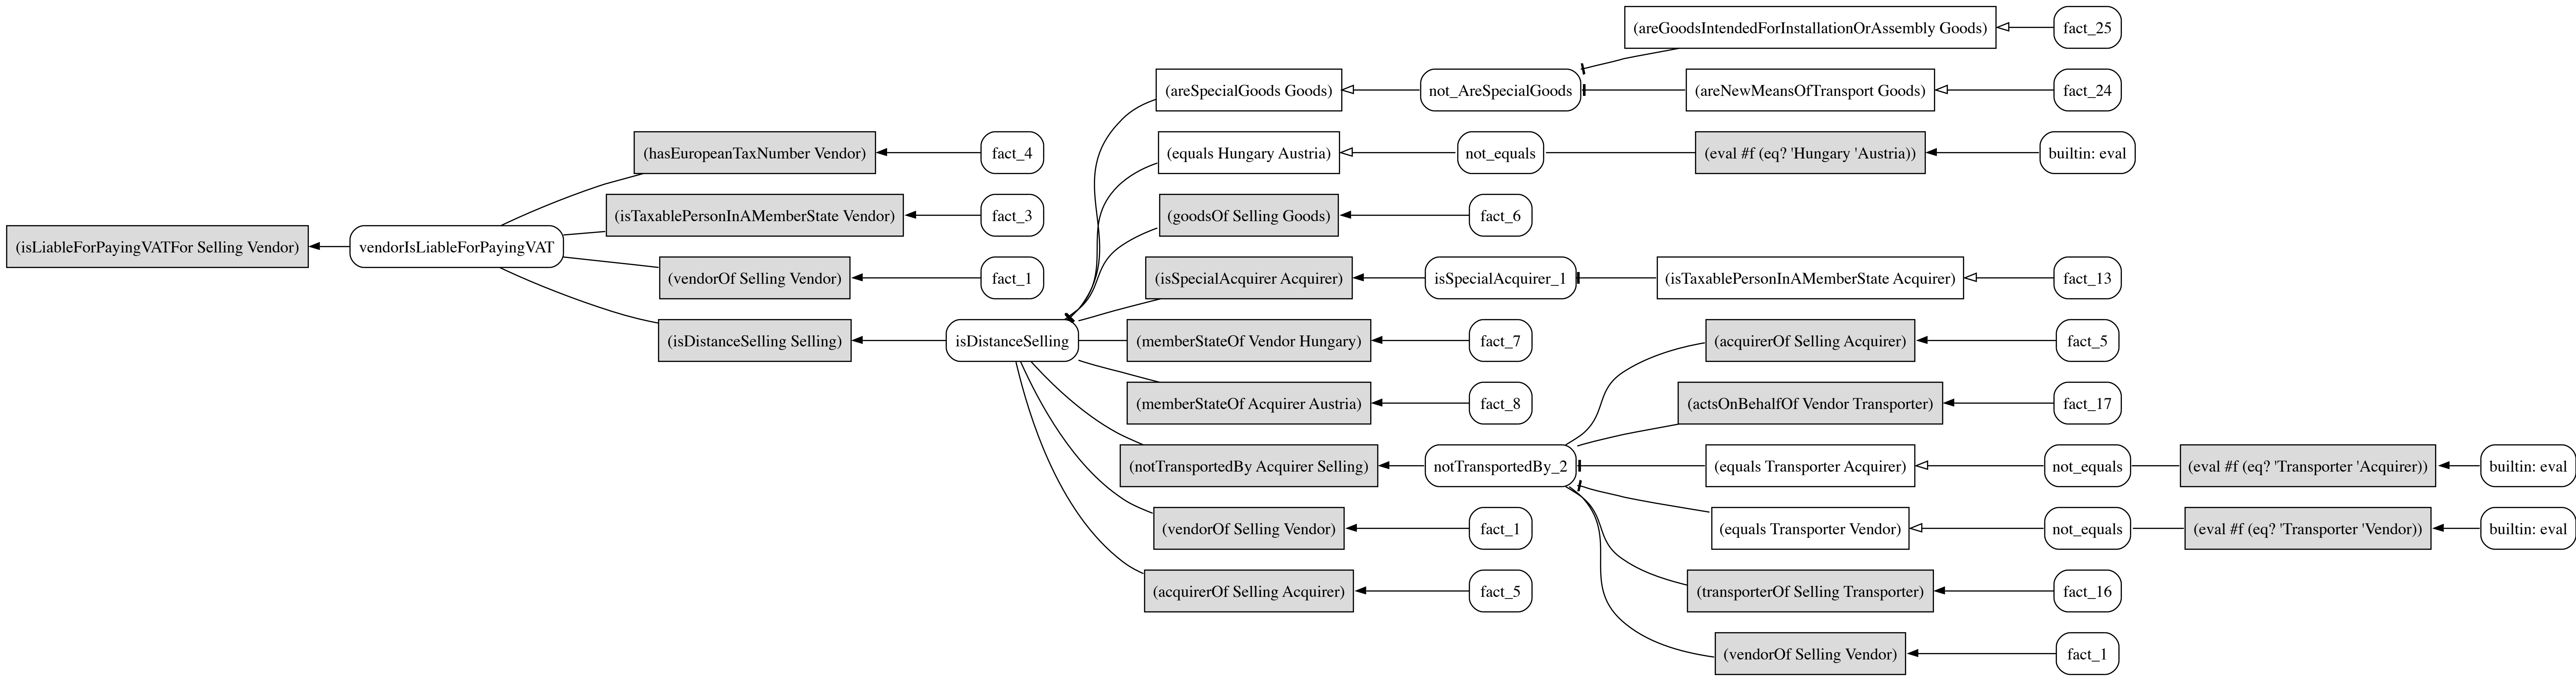 (areGoodsIntendedForInstallationOrAssembly Goods)
fact_25
(areSpecialGoods Goods)
not_AreSpecialGoods
(areNewMeansOfTransport Goods)
fact_24
(hasEuropeanTaxNumber Vendor)
fact_4
(equals Hungary Austria)
not_equals
(eval #f (eq? 'Hungary 'Austria))
builtin: eval
(isTaxablePersonInAMemberState Vendor)
fact_3
(goodsOf Selling Goods)
fact_6
(isLiableForPayingVATFor Selling Vendor)
vendorIsLiableForPayingVAT
(vendorOf Selling Vendor)
fact_1
(isSpecialAcquirer Acquirer)
isSpecialAcquirer_1
(isTaxablePersonInAMemberState Acquirer)
fact_13
(isDistanceSelling Selling)
isDistanceSelling
(memberStateOf Vendor Hungary)
fact_7
(acquirerOf Selling Acquirer)
fact_5
(memberStateOf Acquirer Austria)
fact_8
(actsOnBehalfOf Vendor Transporter)
fact_17
(notTransportedBy Acquirer Selling)
notTransportedBy_2
(equals Transporter Acquirer)
not_equals
(eval #f (eq? 'Transporter 'Acquirer))
builtin: eval
(vendorOf Selling Vendor)
fact_1
(equals Transporter Vendor)
not_equals
(eval #f (eq? 'Transporter 'Vendor))
builtin: eval
(acquirerOf Selling Acquirer)
fact_5
(transporterOf Selling Transporter)
fact_16
(vendorOf Selling Vendor)
fact_1